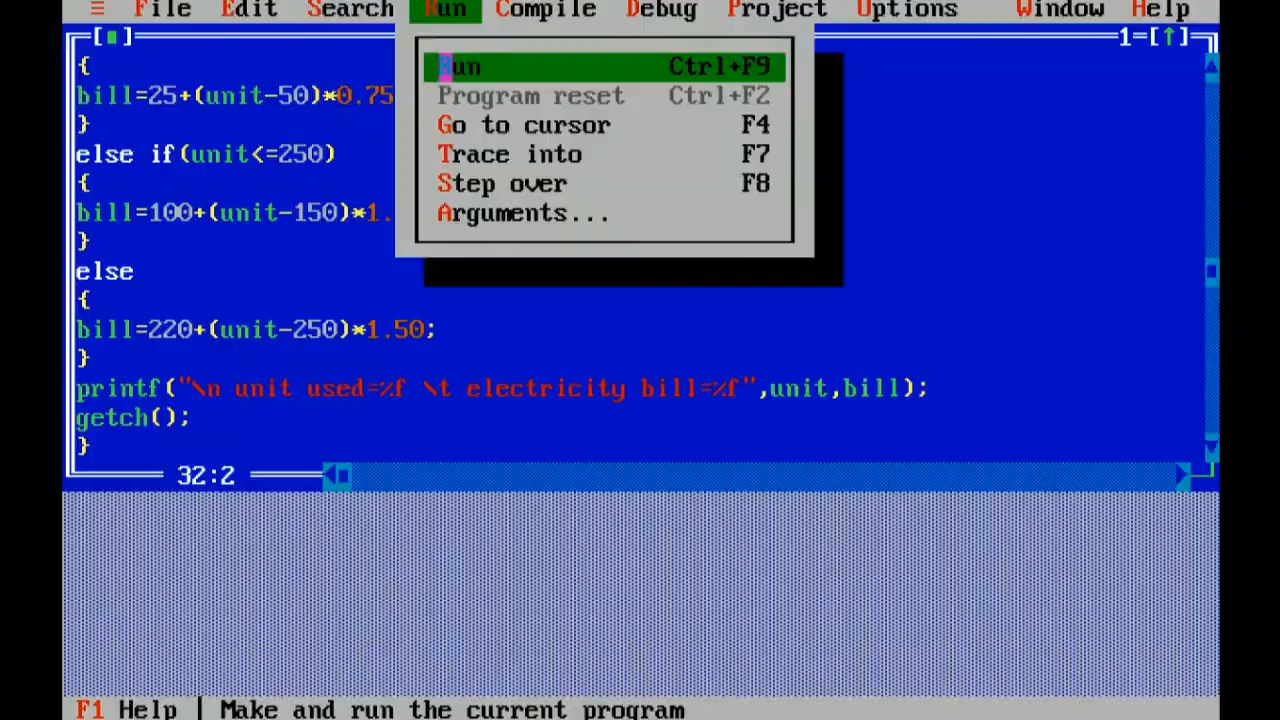 ≡ File Edit Search Run Compile Debug Project Options Window Help
1=[↑]
{
bill=25+(unit-50)*0.75
}
else if(unit<=250)
{
bill=100+(unit-150)*1.
}
else
{
bill=220+(unit-250)*1.50;
}
printf("\n unit used=%f \t electricity bill=%f",unit,bill);
getch();
}
32:2
Run Ctrl+F9
Program reset Ctrl+F2
Go to cursor F4
Trace into F7
Step over F8
Arguments...
F1 Help | Make and run the current program